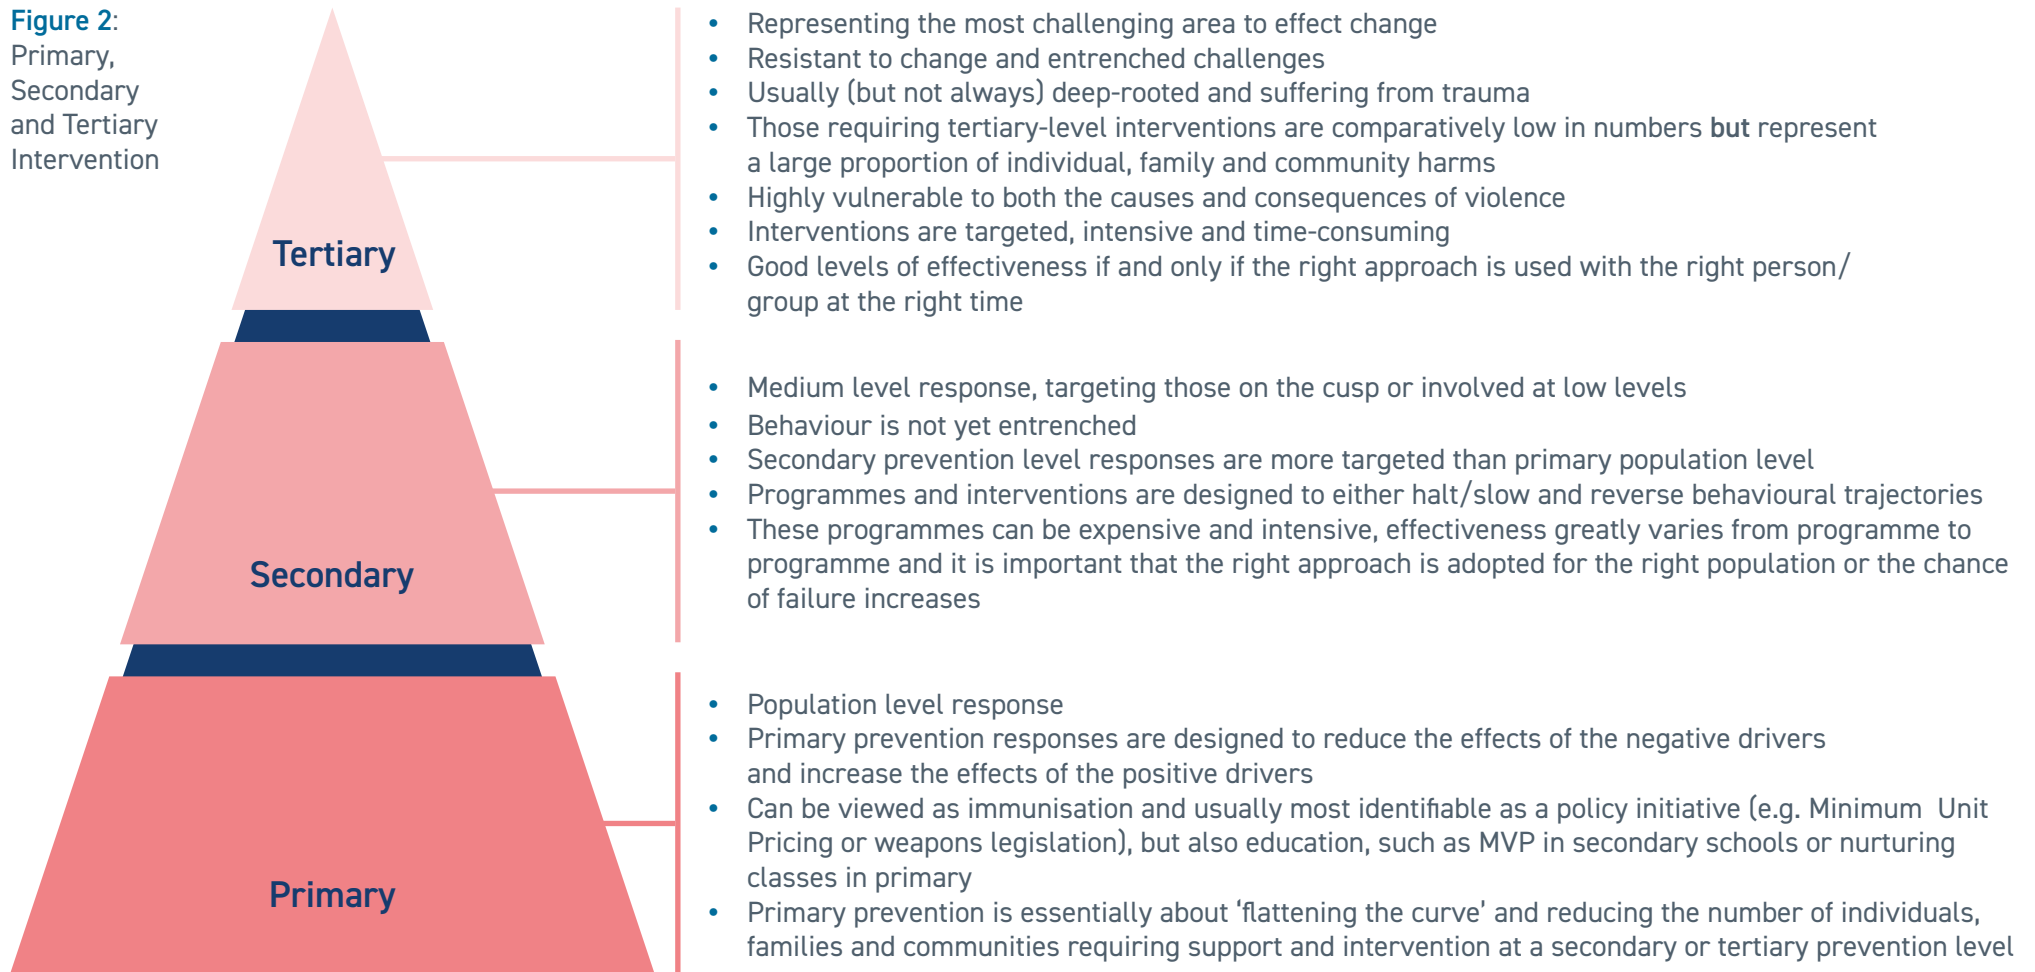 Figure 2:
Primary,
Secondary
and Tertiary
Intervention
Tertiary
• Representing the most challenging area to effect change
• Resistant to change and entrenched challenges
• Usually (but not always) deep-rooted and suffering from trauma
• Those requiring tertiary-level interventions are comparatively low in numbers but represent
a large proportion of individual, family and community harms
• Highly vulnerable to both the causes and consequences of violence
• Interventions are targeted, intensive and time-consuming
• Good levels of effectiveness if and only if the right approach is used with the right person/
group at the right time
Secondary
• Medium level response, targeting those on the cusp or involved at low levels
• Behaviour is not yet entrenched
• Secondary prevention level responses are more targeted than primary population level
• Programmes and interventions are designed to either halt/slow and reverse behavioural trajectories
• These programmes can be expensive and intensive, effectiveness greatly varies from programme to
programme and it is important that the right approach is adopted for the right population or the chance
of failure increases
Primary
• Population level response
• Primary prevention responses are designed to reduce the effects of the negative drivers
and increase the effects of the positive drivers
• Can be viewed as immunisation and usually most identifiable as a policy initiative (e.g. Minimum Unit
Pricing or weapons legislation), but also education, such as MVP in secondary schools or nurturing
classes in primary
• Primary prevention is essentially about ‘flattening the curve’ and reducing the number of individuals,
families and communities requiring support and intervention at a secondary or tertiary prevention level